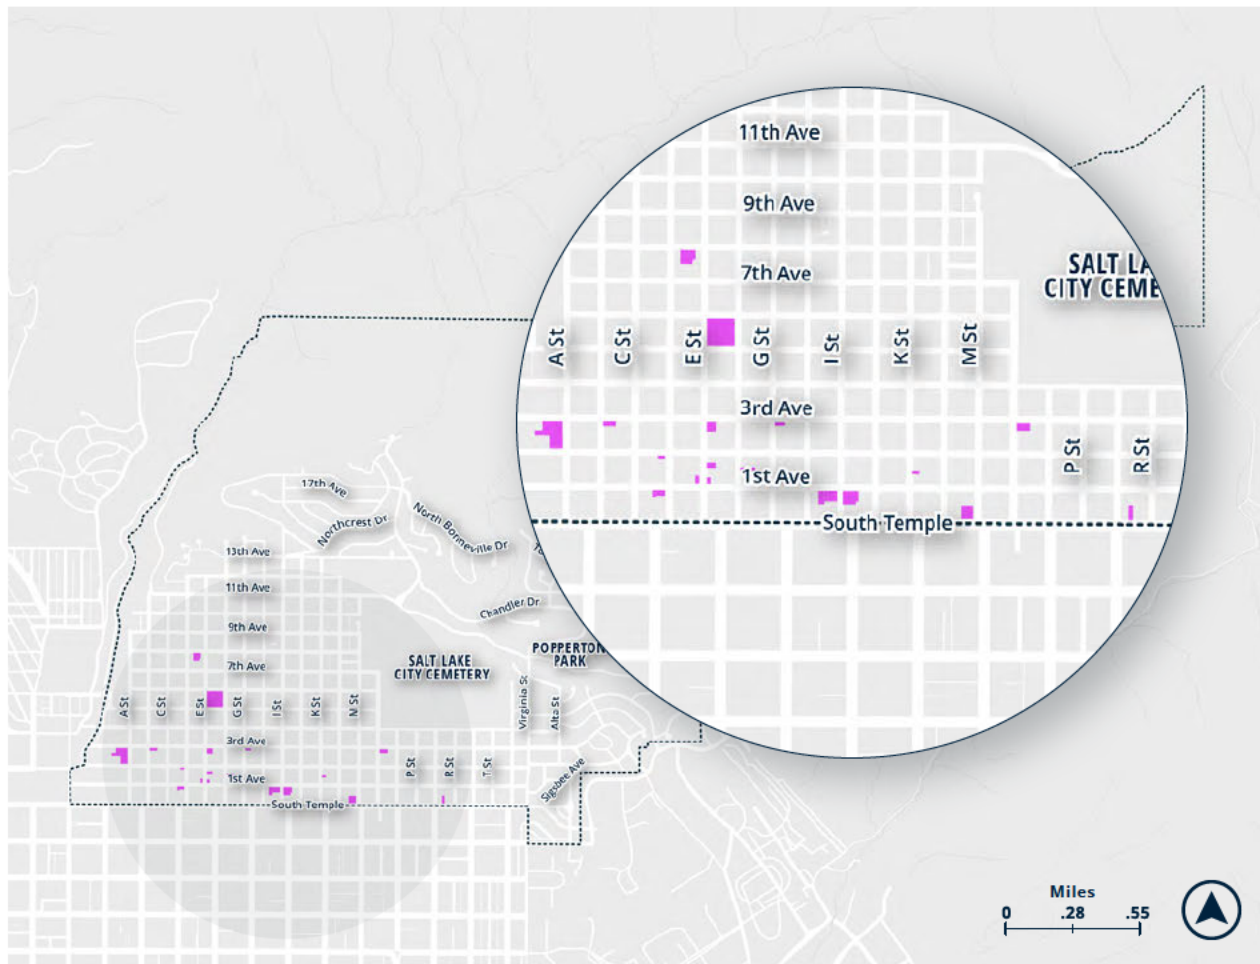 11th Ave
9th Ave
7th Ave
SALT LA
CITY CEME
A St
C St
E St
G St
I St
K St
M St
3rd Ave
P St
R St
1st Ave
South Temple
17th Ave
Northcrest Dr
North Bonneville Dr
13th Ave
11th Ave
Chandler Dr
9th Ave
7th Ave
SALT LAKE
CITY CEMETERY
POPPERTON
PARK
A St
C St
E St
G St
I St
K St
M St
Virginia St
Alta St
3rd Ave
P St
R St
T St
1st Ave
Sigsbee Ave
South Temple
Miles
0 .28 .55